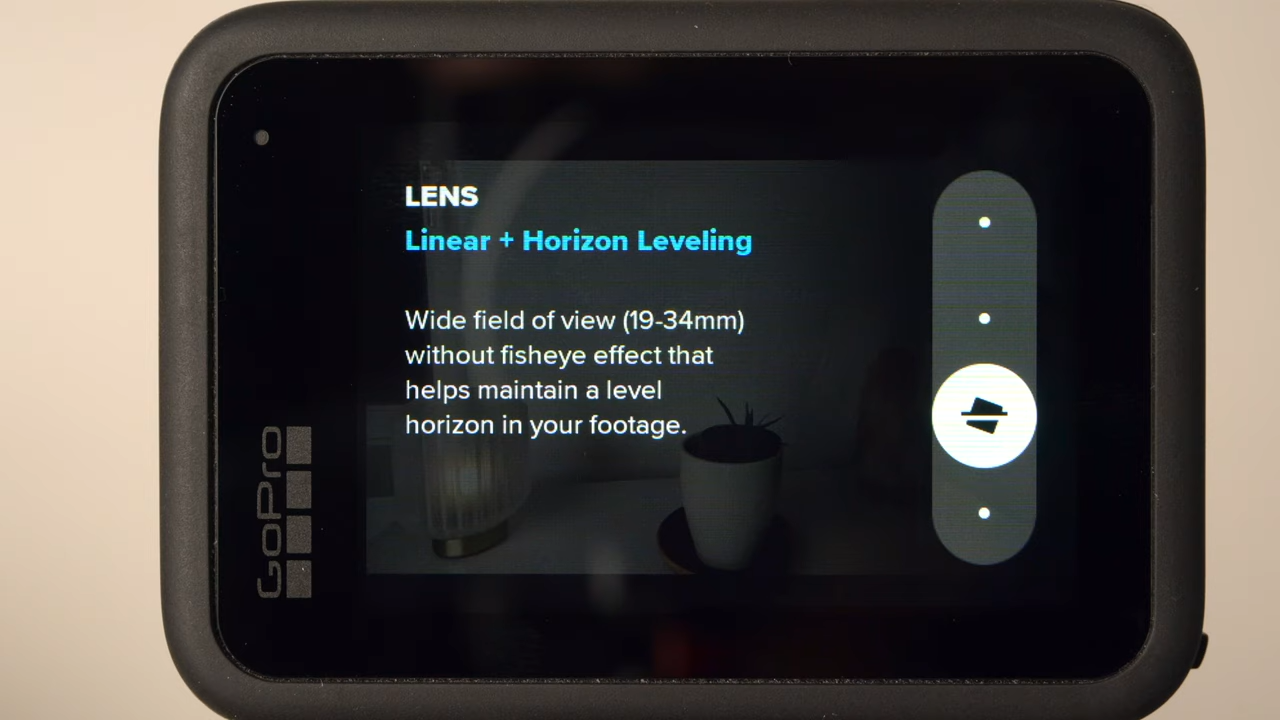 LENS
Linear + Horizon Leveling
Wide field of view (19-34mm)
without fisheye effect that
helps maintain a level
horizon in your footage.
GoPro